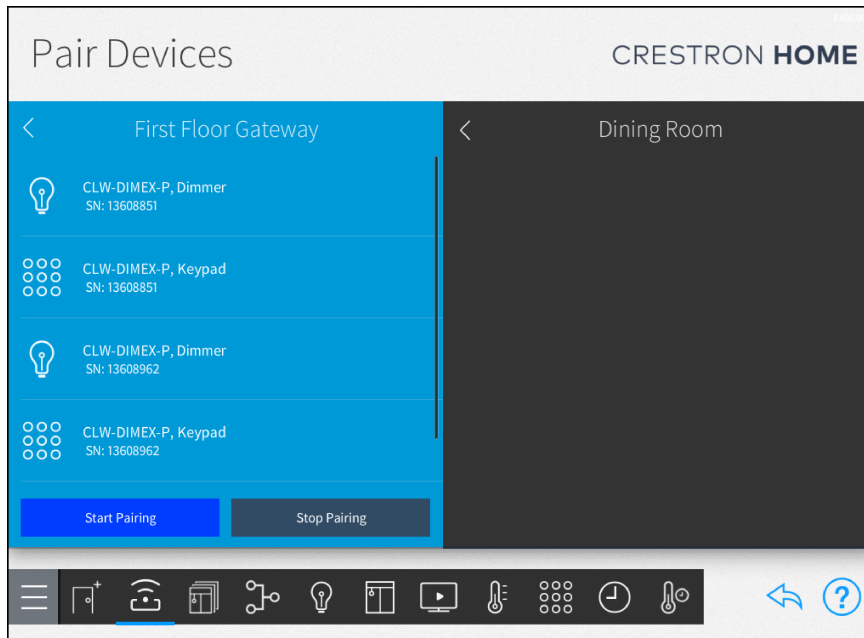 Pair Devices
CRESTRON HOME
First Floor Gateway
Dining Room
CLW-DIMEX-P, Dimmer
SN: 13608851
CLW-DIMEX-P, Keypad
SN: 13608851
CLW-DIMEX-P, Dimmer
SN: 13608962
CLW-DIMEX-P, Keypad
SN: 13608962
Start Pairing
Stop Pairing
?